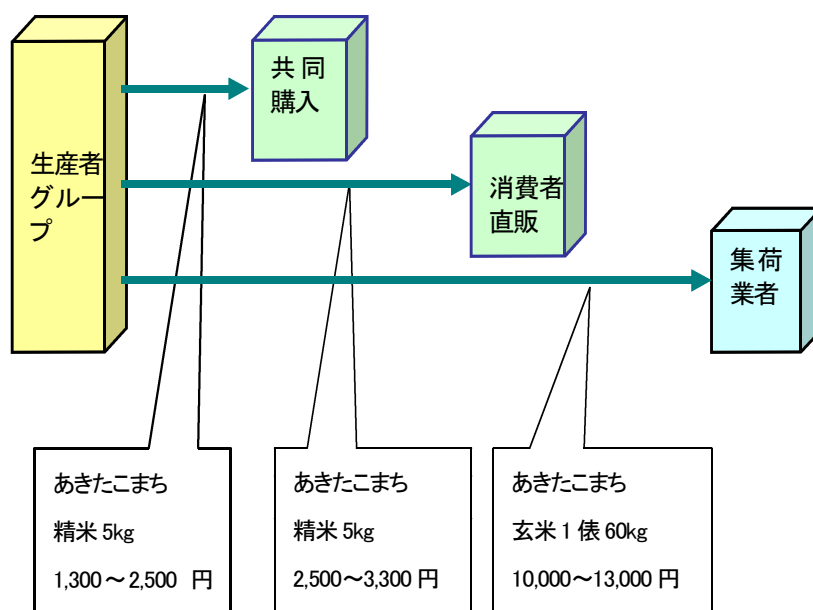 共同
購入
生産者
グルー
プ
消費者
直販
集荷
業者
あきたこまち
精米 5kg
1,300～2,500 円
あきたこまち
精米 5kg
2,500～3,300 円
あきたこまち
玄米 1 俵 60kg
10,000～13,000 円